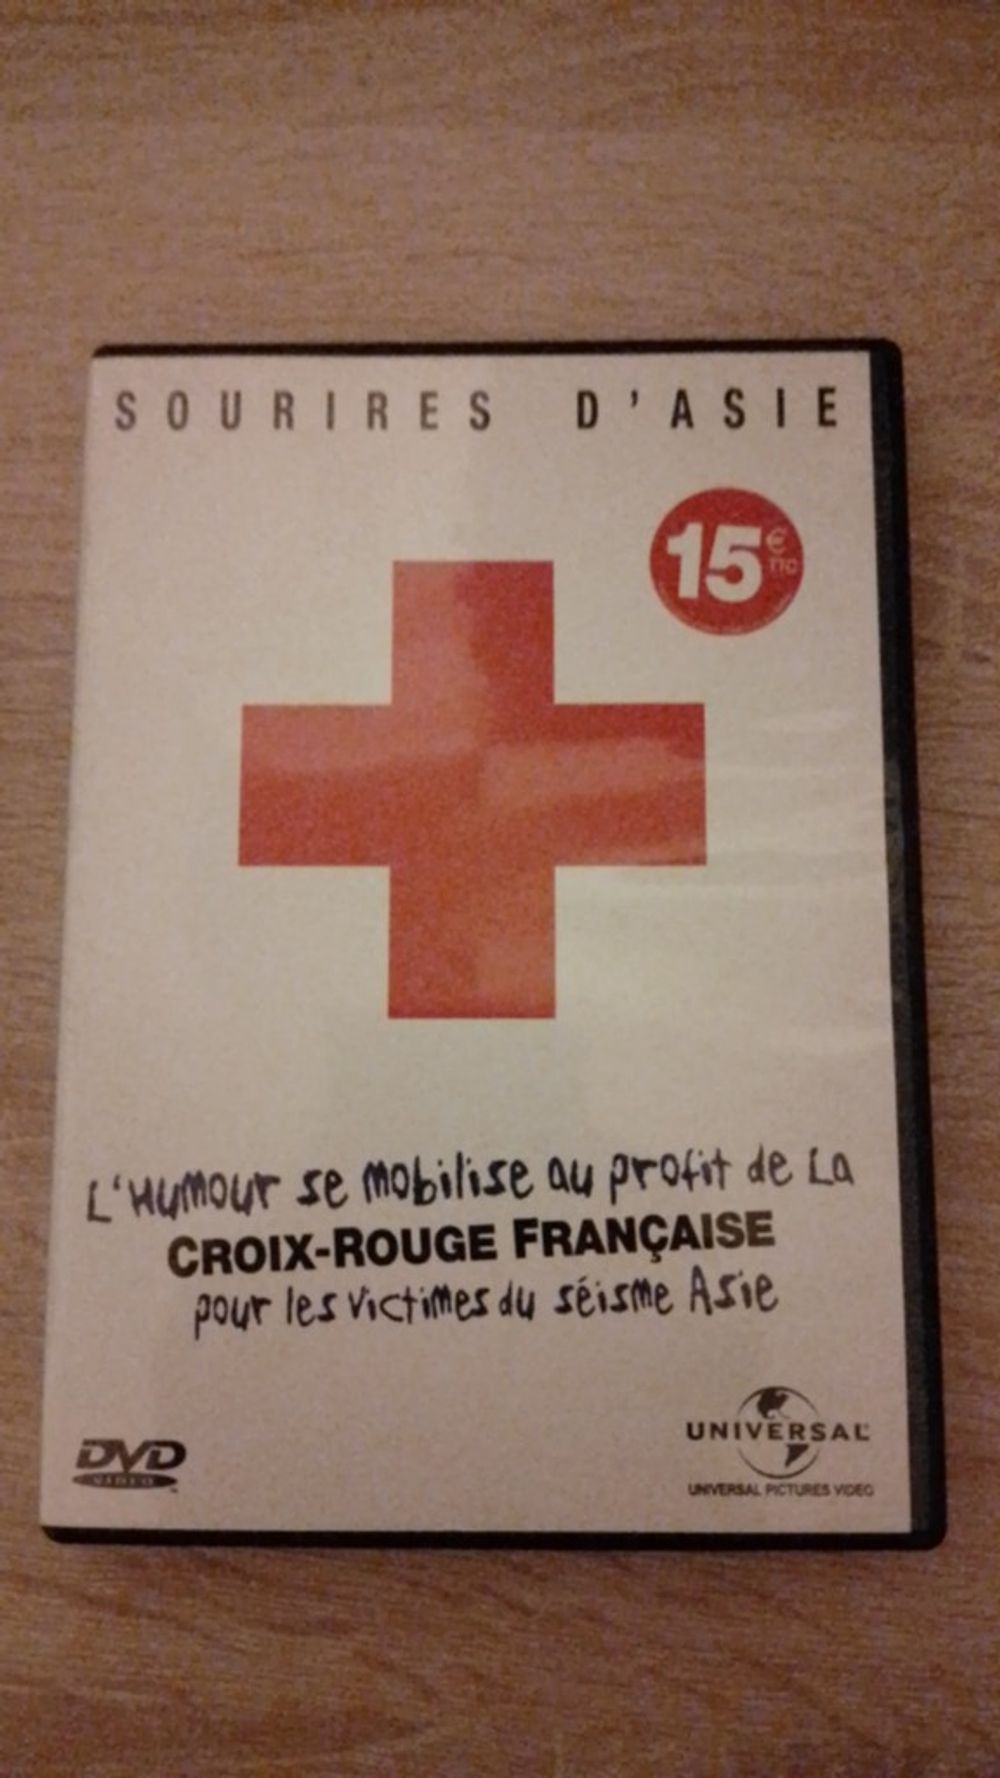 SOURIRES D'ASIE
15€ TTC
L'Humour se mobilise au profit de La
CROIX-ROUGE FRANÇAISE
pour les victimes du séisme Asie
DVD
VIDEO
UNIVERSAL
UNIVERSAL PICTURES VIDEO